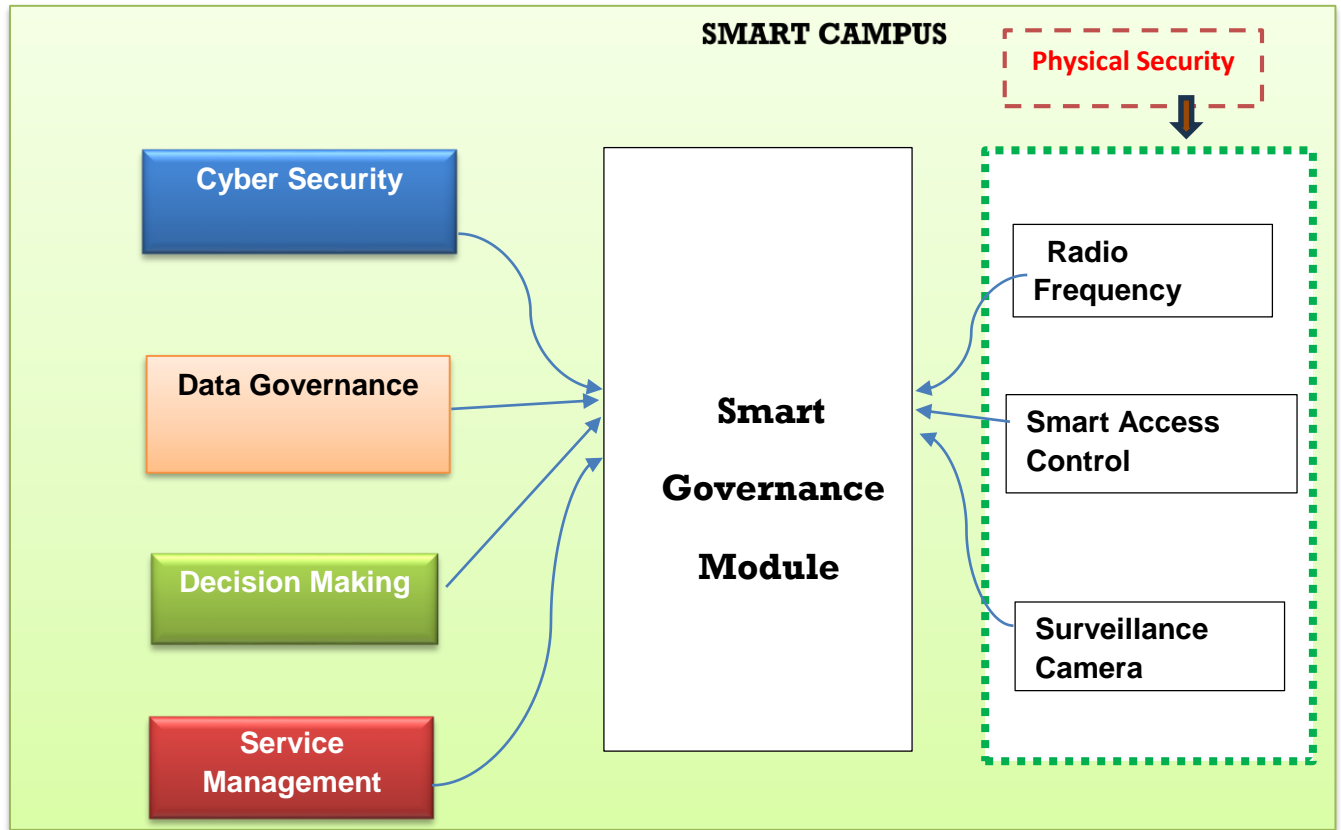 SMART CAMPUS
Physical Security
Cyber Security
Data Governance
Decision Making
Service
Management
Smart
Governance
Module
Radio
Frequency
Smart Access
Control
Surveillance
Camera